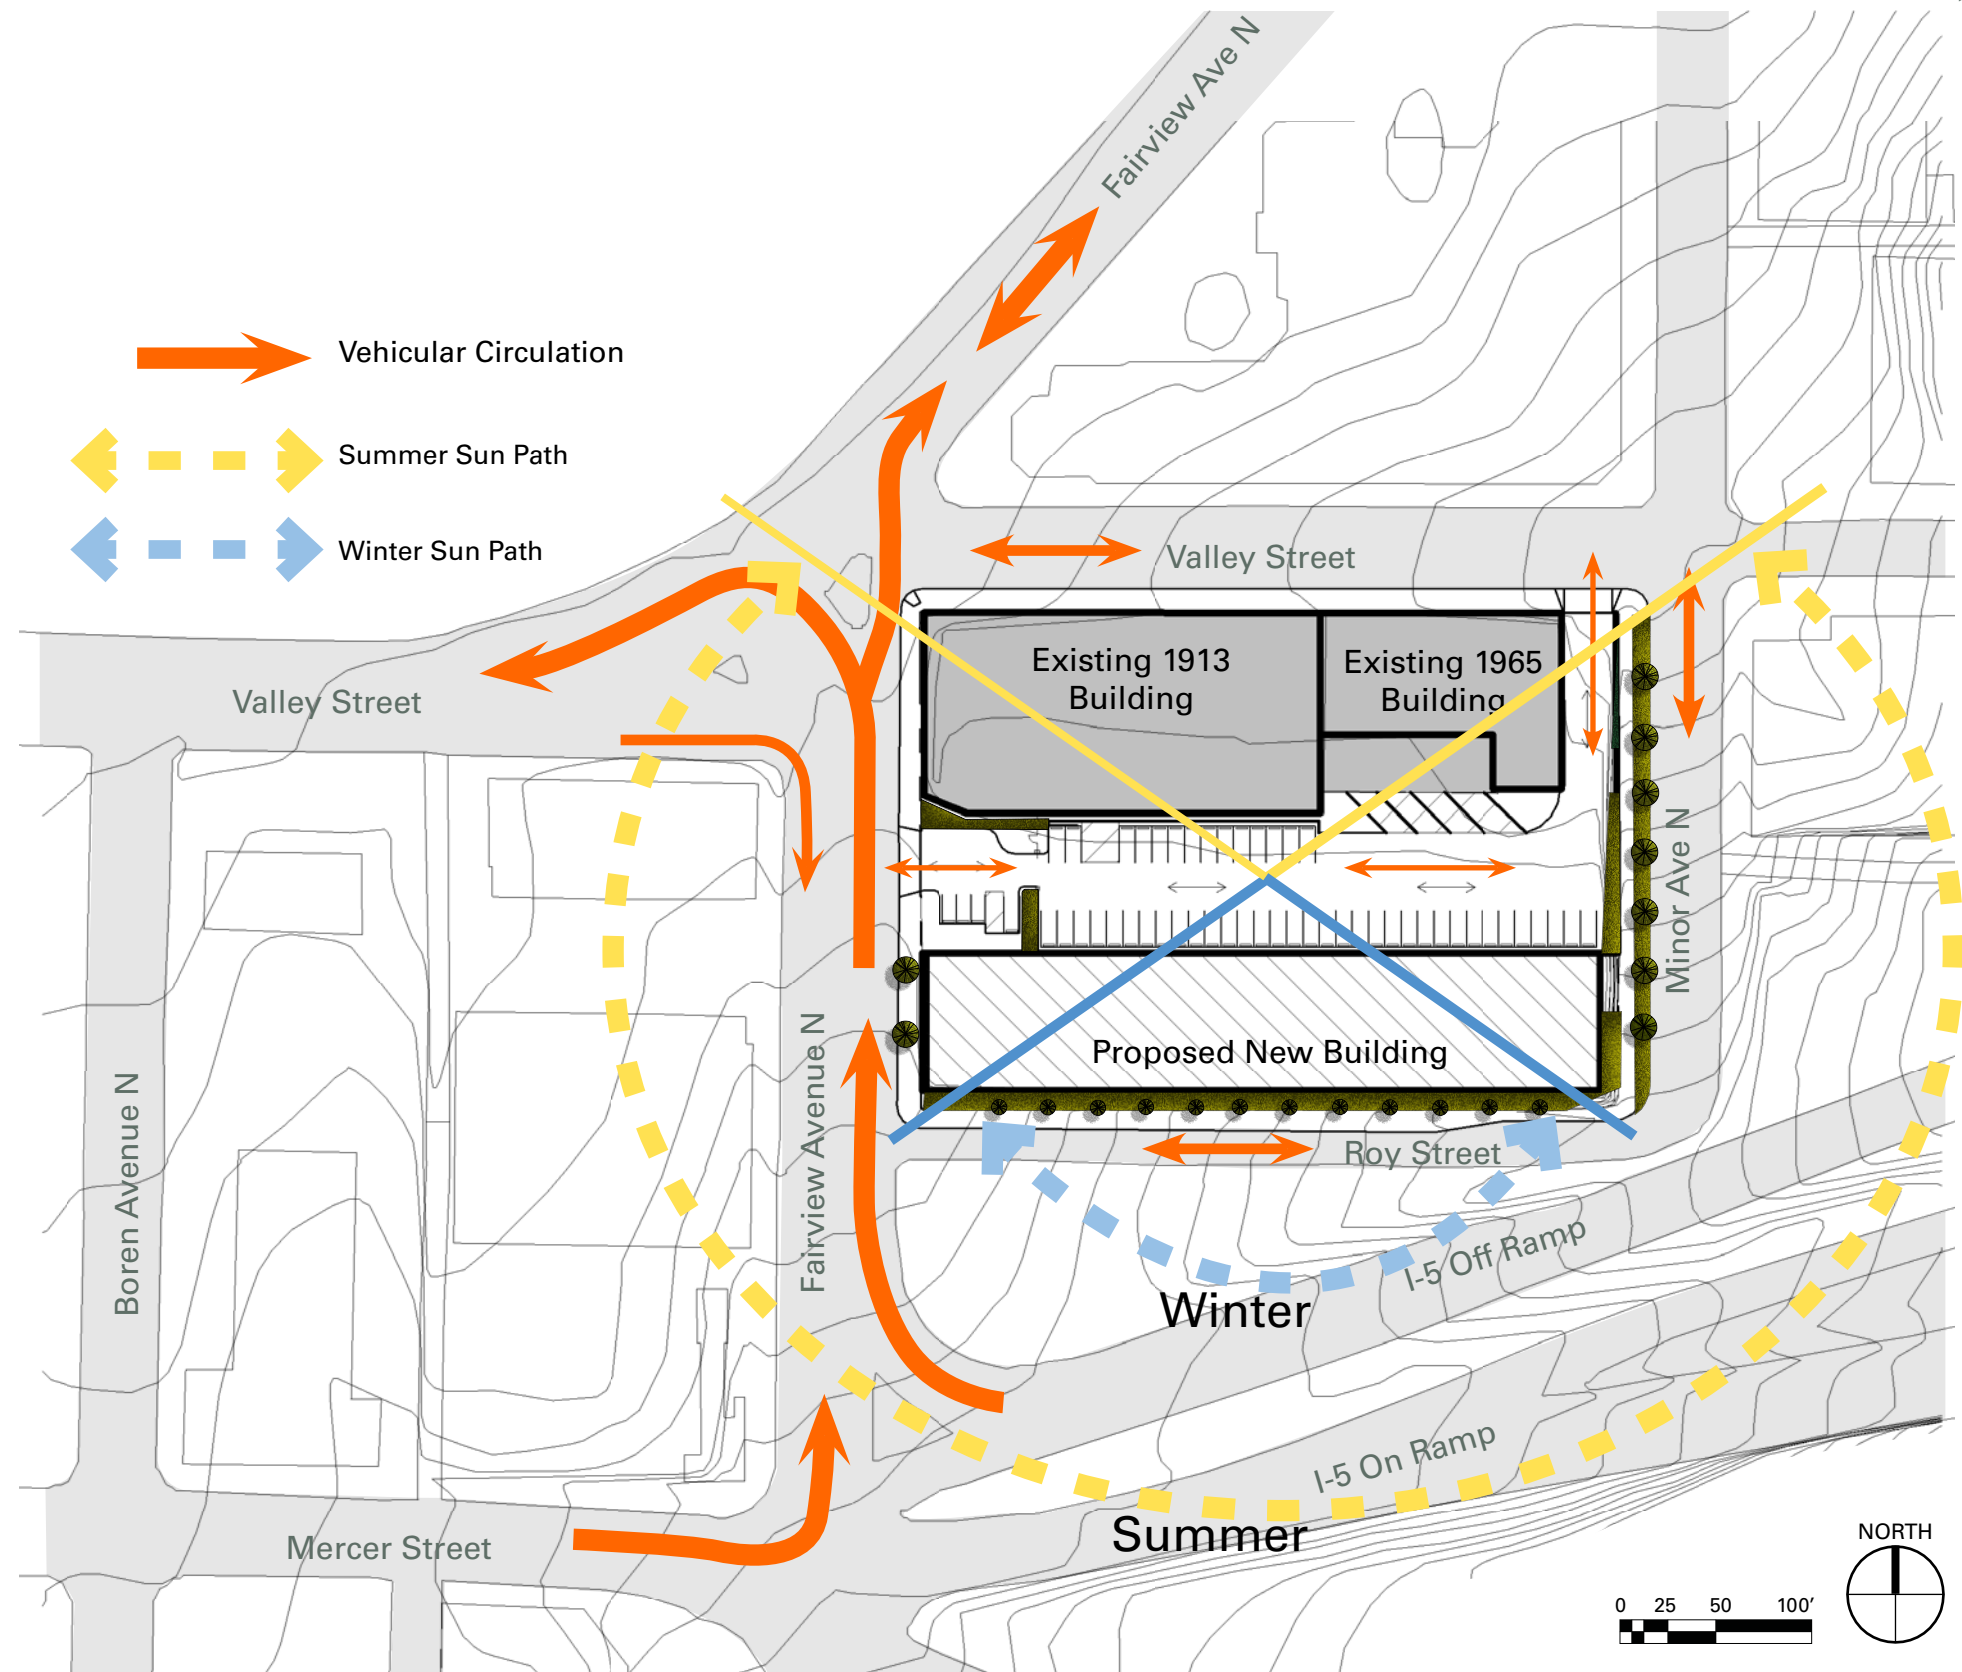 Fairview Ave N
Vehicular Circulation
Summer Sun Path
Winter Sun Path
Valley Street
Existing 1913
Building
Existing 1965
Building
Valley Street
Minor Ave N
Proposed New Building
Fairview Avenue N
Boren Avenue N
Roy Street
I-5 Off Ramp
Winter
I-5 On Ramp
Summer
Mercer Street
NORTH
0 25 50 100'